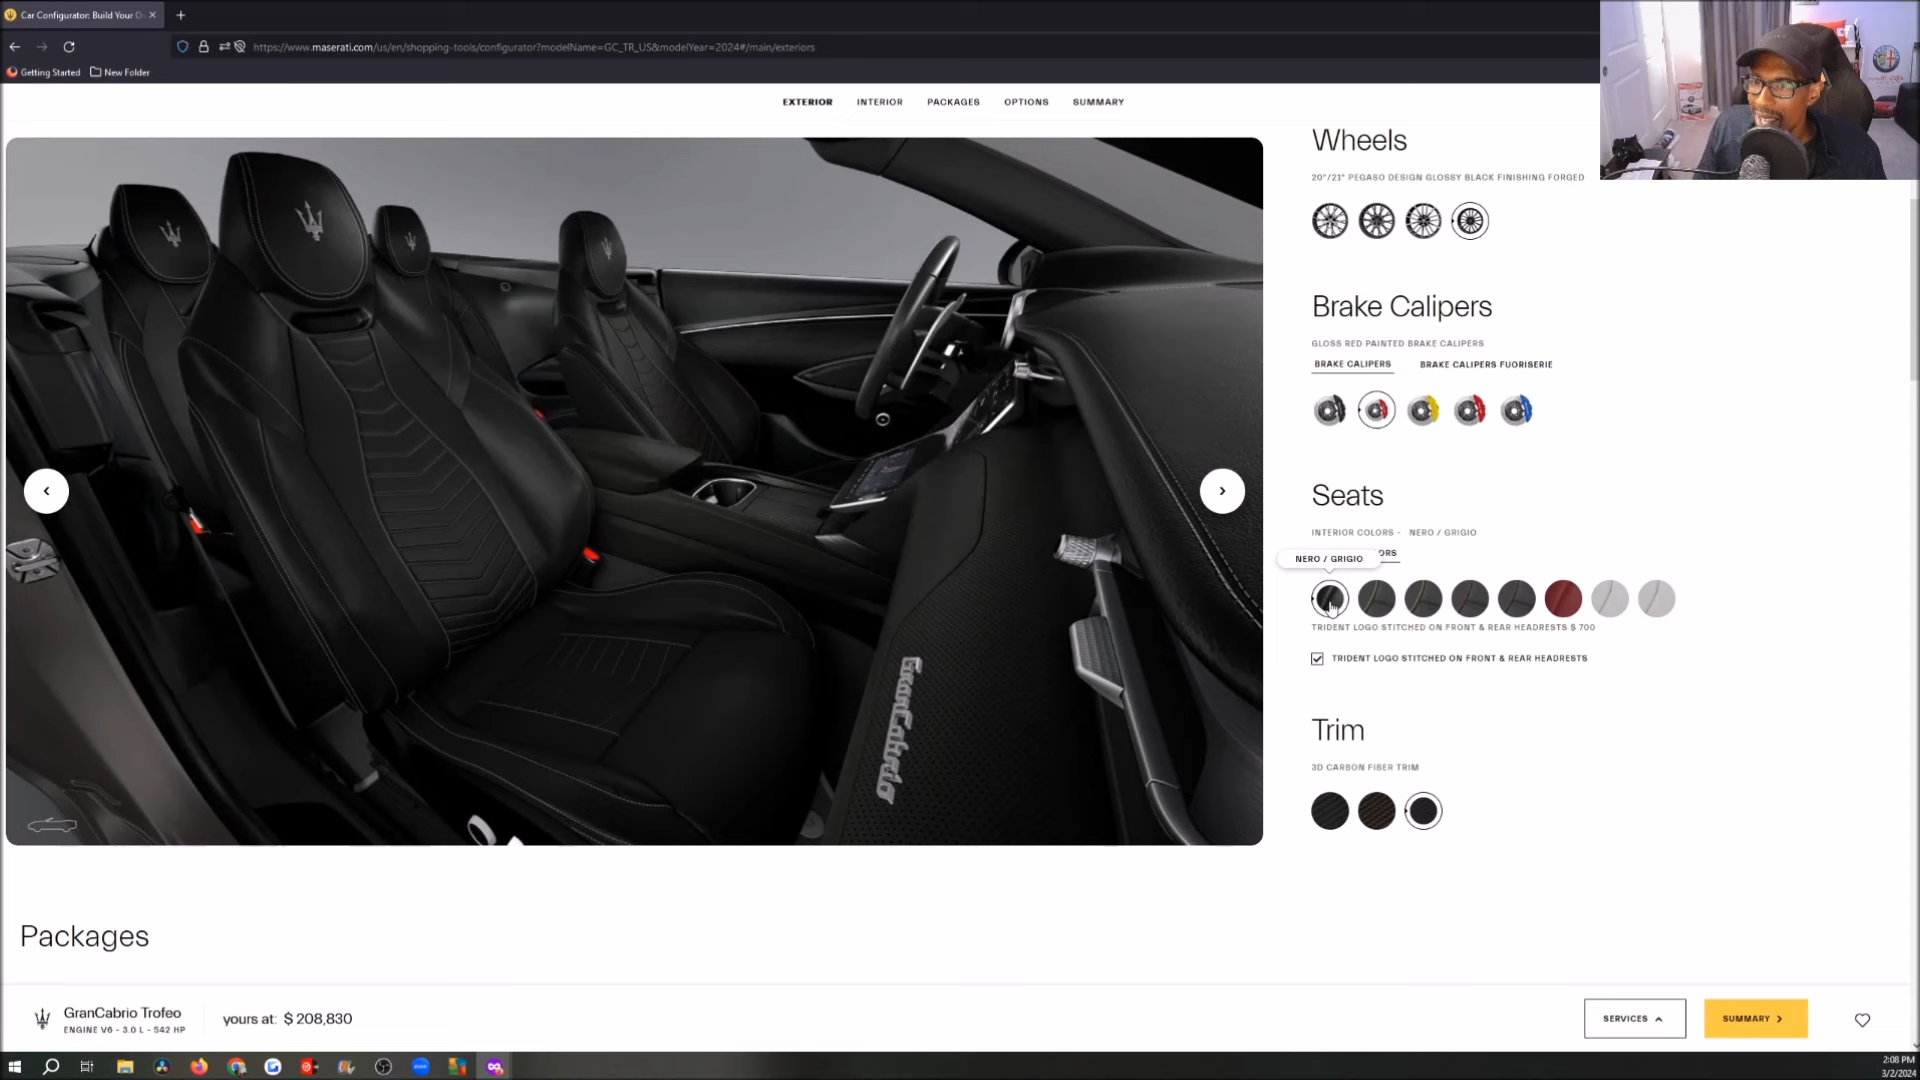 Car Configurator: Build Your O
https://www.maserati.com/us/en/shopping-tools/configurator?modelName=GC_TR_US&modelYear=2024#/main/exteriors
Getting Started
New Folder
EXTERIOR
INTERIOR
PACKAGES
OPTIONS
SUMMARY
Wheels
20"/21" PEGASO DESIGN GLOSSY BLACK FINISHING FORGED
Brake Calipers
GLOSS RED PAINTED BRAKE CALIPERS
BRAKE CALIPERS
BRAKE CALIPERS FUORISERIE
Seats
INTERIOR COLORS - NERO / GRIGIO
ORS
NERO / GRIGIO
TRIDENT LOGO STITCHED ON FRONT & REAR HEADRESTS $ 700
TRIDENT LOGO STITCHED ON FRONT & REAR HEADRESTS
Trim
3D CARBON FIBER TRIM
GranCabrio
Packages
GranCabrio Trofeo
ENGINE V6 - 3.0 L - 542 HP
yours at: $ 208,830
SERVICES
SUMMARY
2:08 PM
3/2/2024